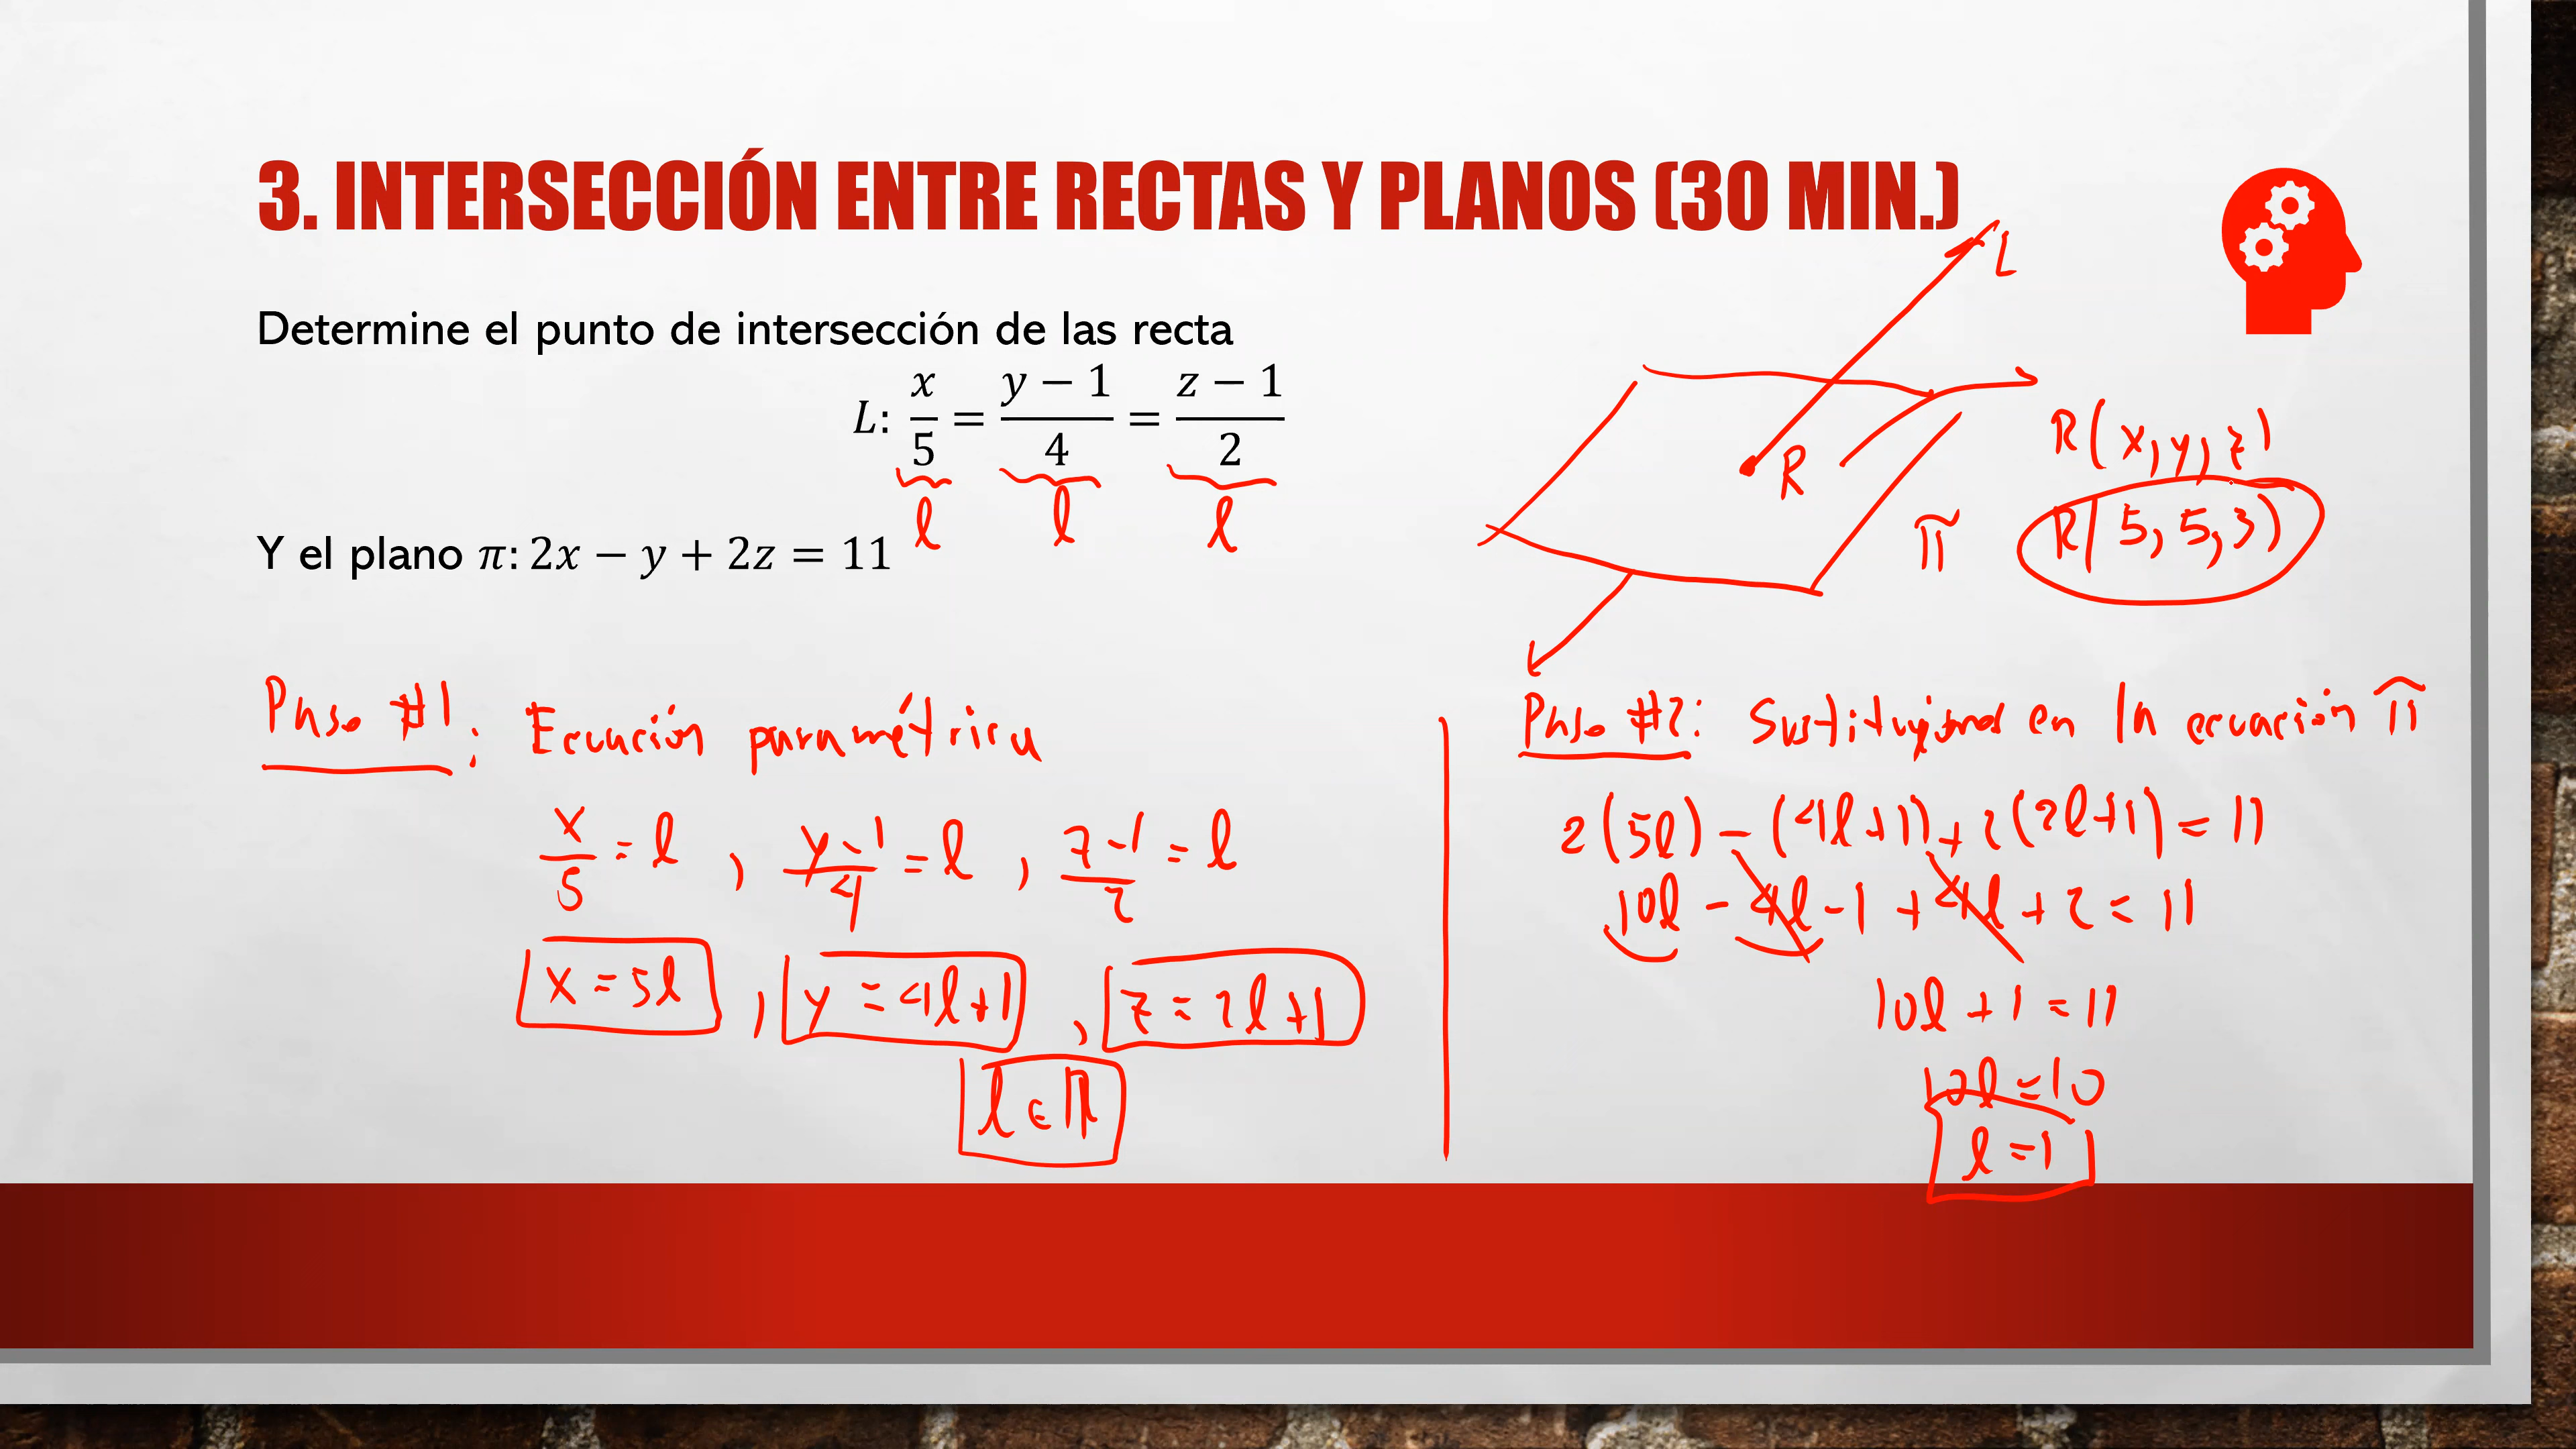 3. INTERSECCIÓN ENTRE RECTAS Y PLANOS (30 MIN.)
Determine el punto de intersección de las recta
L: x/5 = (y − 1)/4 = (z − 1)/2
l l l
Y el plano π: 2x − y + 2z = 11
L
R
π
R(x, y, z)
R(5, 5, 3)
Paso #1: Ecuación paramétrica
x/5 = l , (y-1)/4 = l , (z-1)/2 = l
x = 5l , y = 4l+1 , z = 2l+1
l ∈ ℝ
Paso #2: Sustituyimos en la ecuación π
2(5l) − (4l+1) + 2(2l+1) = 11
10l − 4l − 1 + 4l + 2 = 11
10l + 1 = 11
10l = 10
l = 1